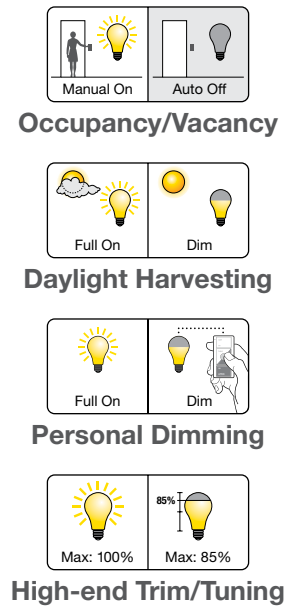 Manual On
Auto Off
Occupancy/Vacancy
Full On
Dim
Daylight Harvesting
Full On
Dim
Personal Dimming
85%
Max: 100%
Max: 85%
High-end Trim/Tuning